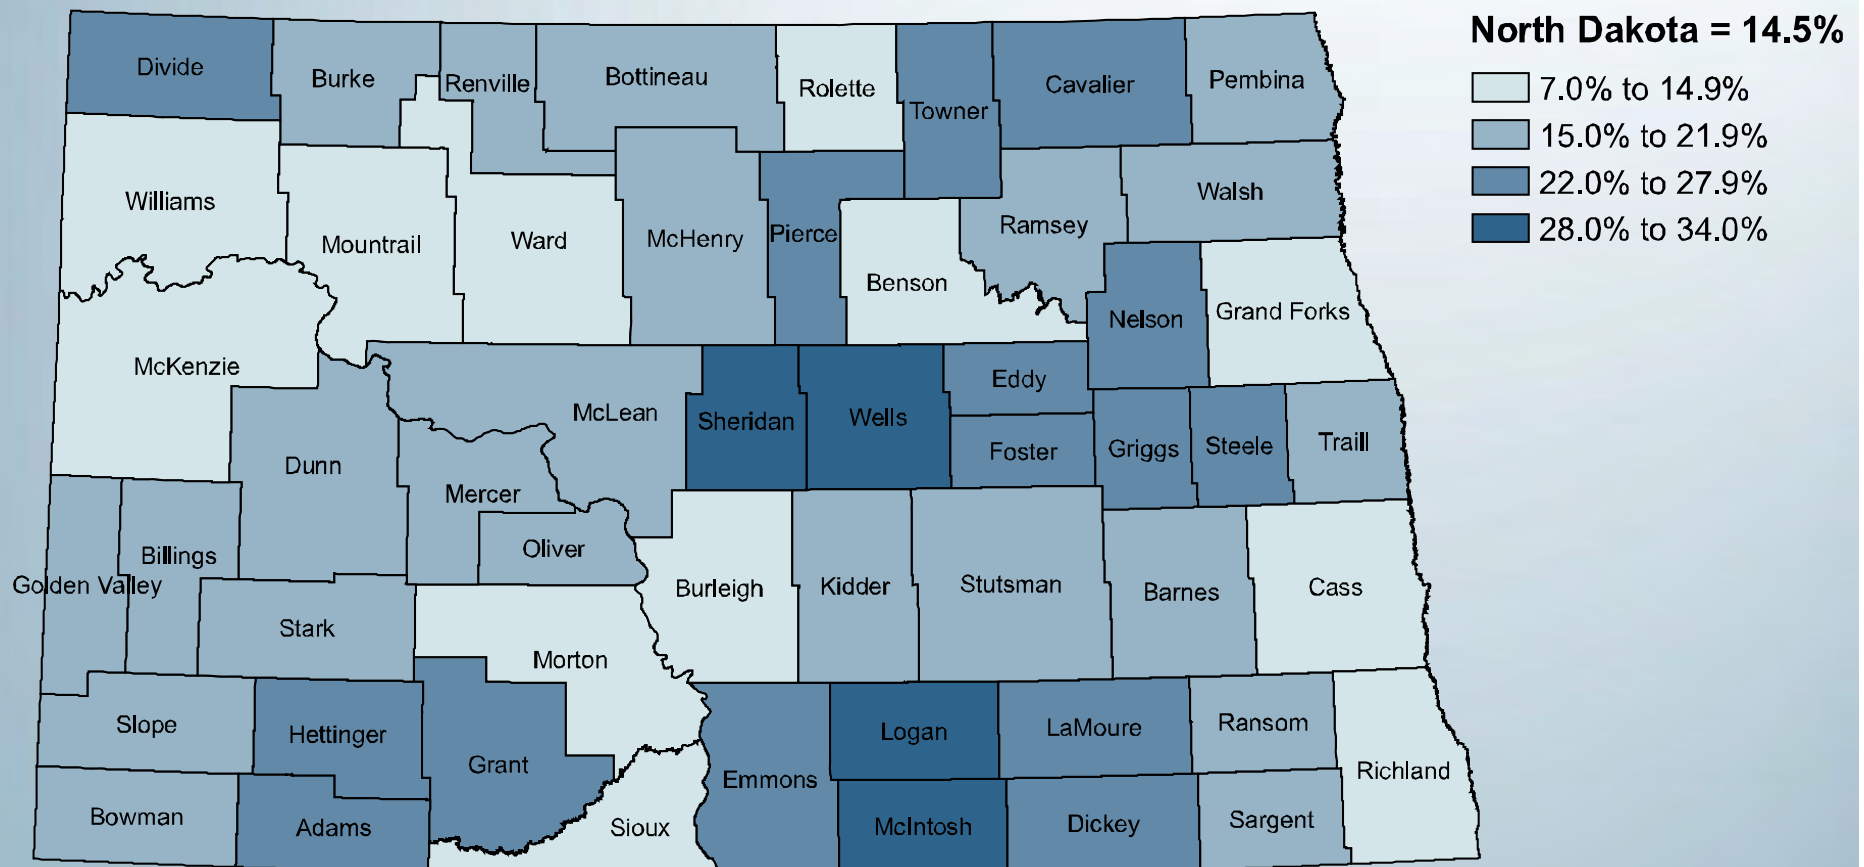 North Dakota = 14.5%
7.0% to 14.9%
15.0% to 21.9%
22.0% to 27.9%
28.0% to 34.0%
Divide
Burke
Renville
Bottineau
Rolette
Towner
Cavalier
Pembina
Williams
Mountrail
Ward
McHenry
Pierce
Benson
Ramsey
Walsh
Nelson
Grand Forks
McKenzie
Dunn
McLean
Mercer
Oliver
Sheridan
Wells
Eddy
Foster
Griggs
Steele
Traill
Golden Valley
Billings
Stark
Morton
Burleigh
Kidder
Stutsman
Barnes
Cass
Slope
Hettinger
Grant
Bowman
Adams
Sioux
Emmons
Logan
McIntosh
LaMoure
Dickey
Ransom
Sargent
Richland